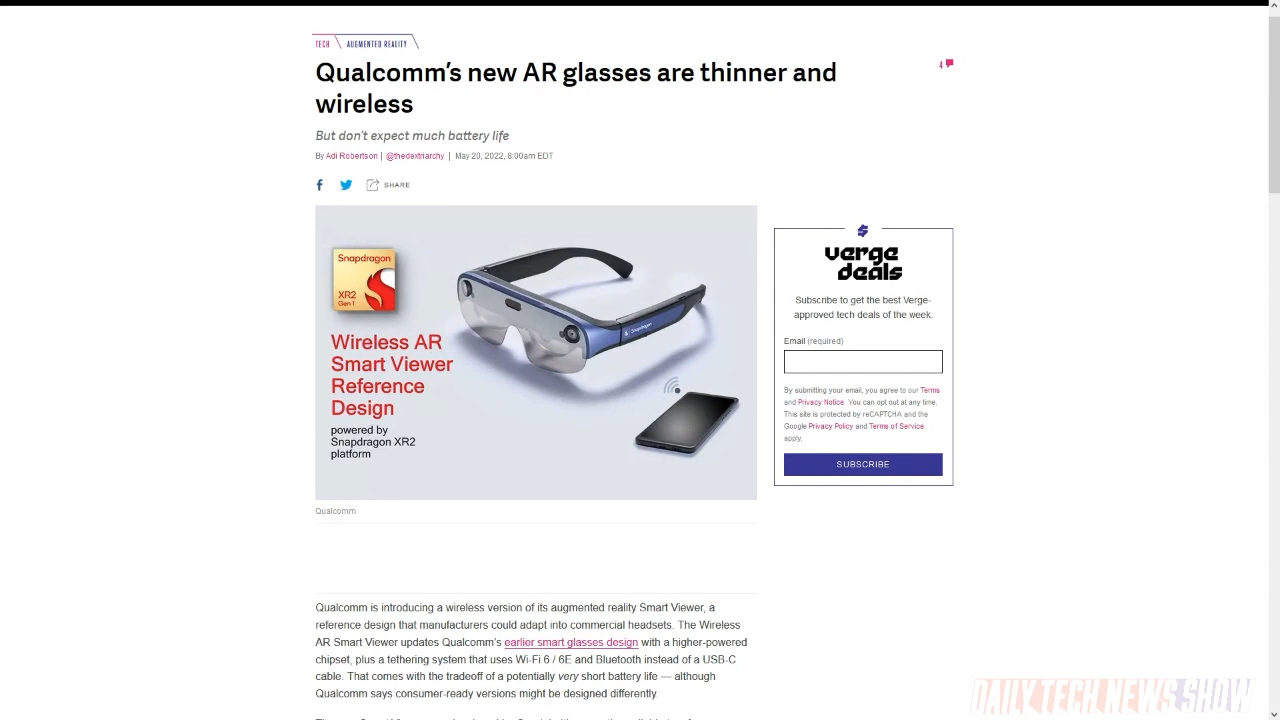 TECH AUGMENTED REALITY
Qualcomm's new AR glasses are thinner and
wireless
4
But don't expect much battery life
By Adi Robertson | @thedextriarchy | May 20, 2022, 8:00am EDT
SHARE
Snapdragon
XR2
Gen 1
Wireless AR
Smart Viewer
Reference
Design
powered by
Snapdragon XR2
platform
Snapdragon
Qualcomm
verge
deals
Subscribe to get the best Verge-
approved tech deals of the week.
Email (required)
By submitting your email, you agree to our Terms
and Privacy Notice. You can opt out at any time.
This site is protected by reCAPTCHA and the
Google Privacy Policy and Terms of Service
apply.
SUBSCRIBE
Qualcomm is introducing a wireless version of its augmented reality Smart Viewer, a
reference design that manufacturers could adapt into commercial headsets. The Wireless
AR Smart Viewer updates Qualcomm's earlier smart glasses design with a higher-powered
chipset, plus a tethering system that uses Wi-Fi 6 / 6E and Bluetooth instead of a USB-C
cable. That comes with the tradeoff of a potentially very short battery life — although
Qualcomm says consumer-ready versions might be designed differently.
DAILY TECH NEWS SHOW